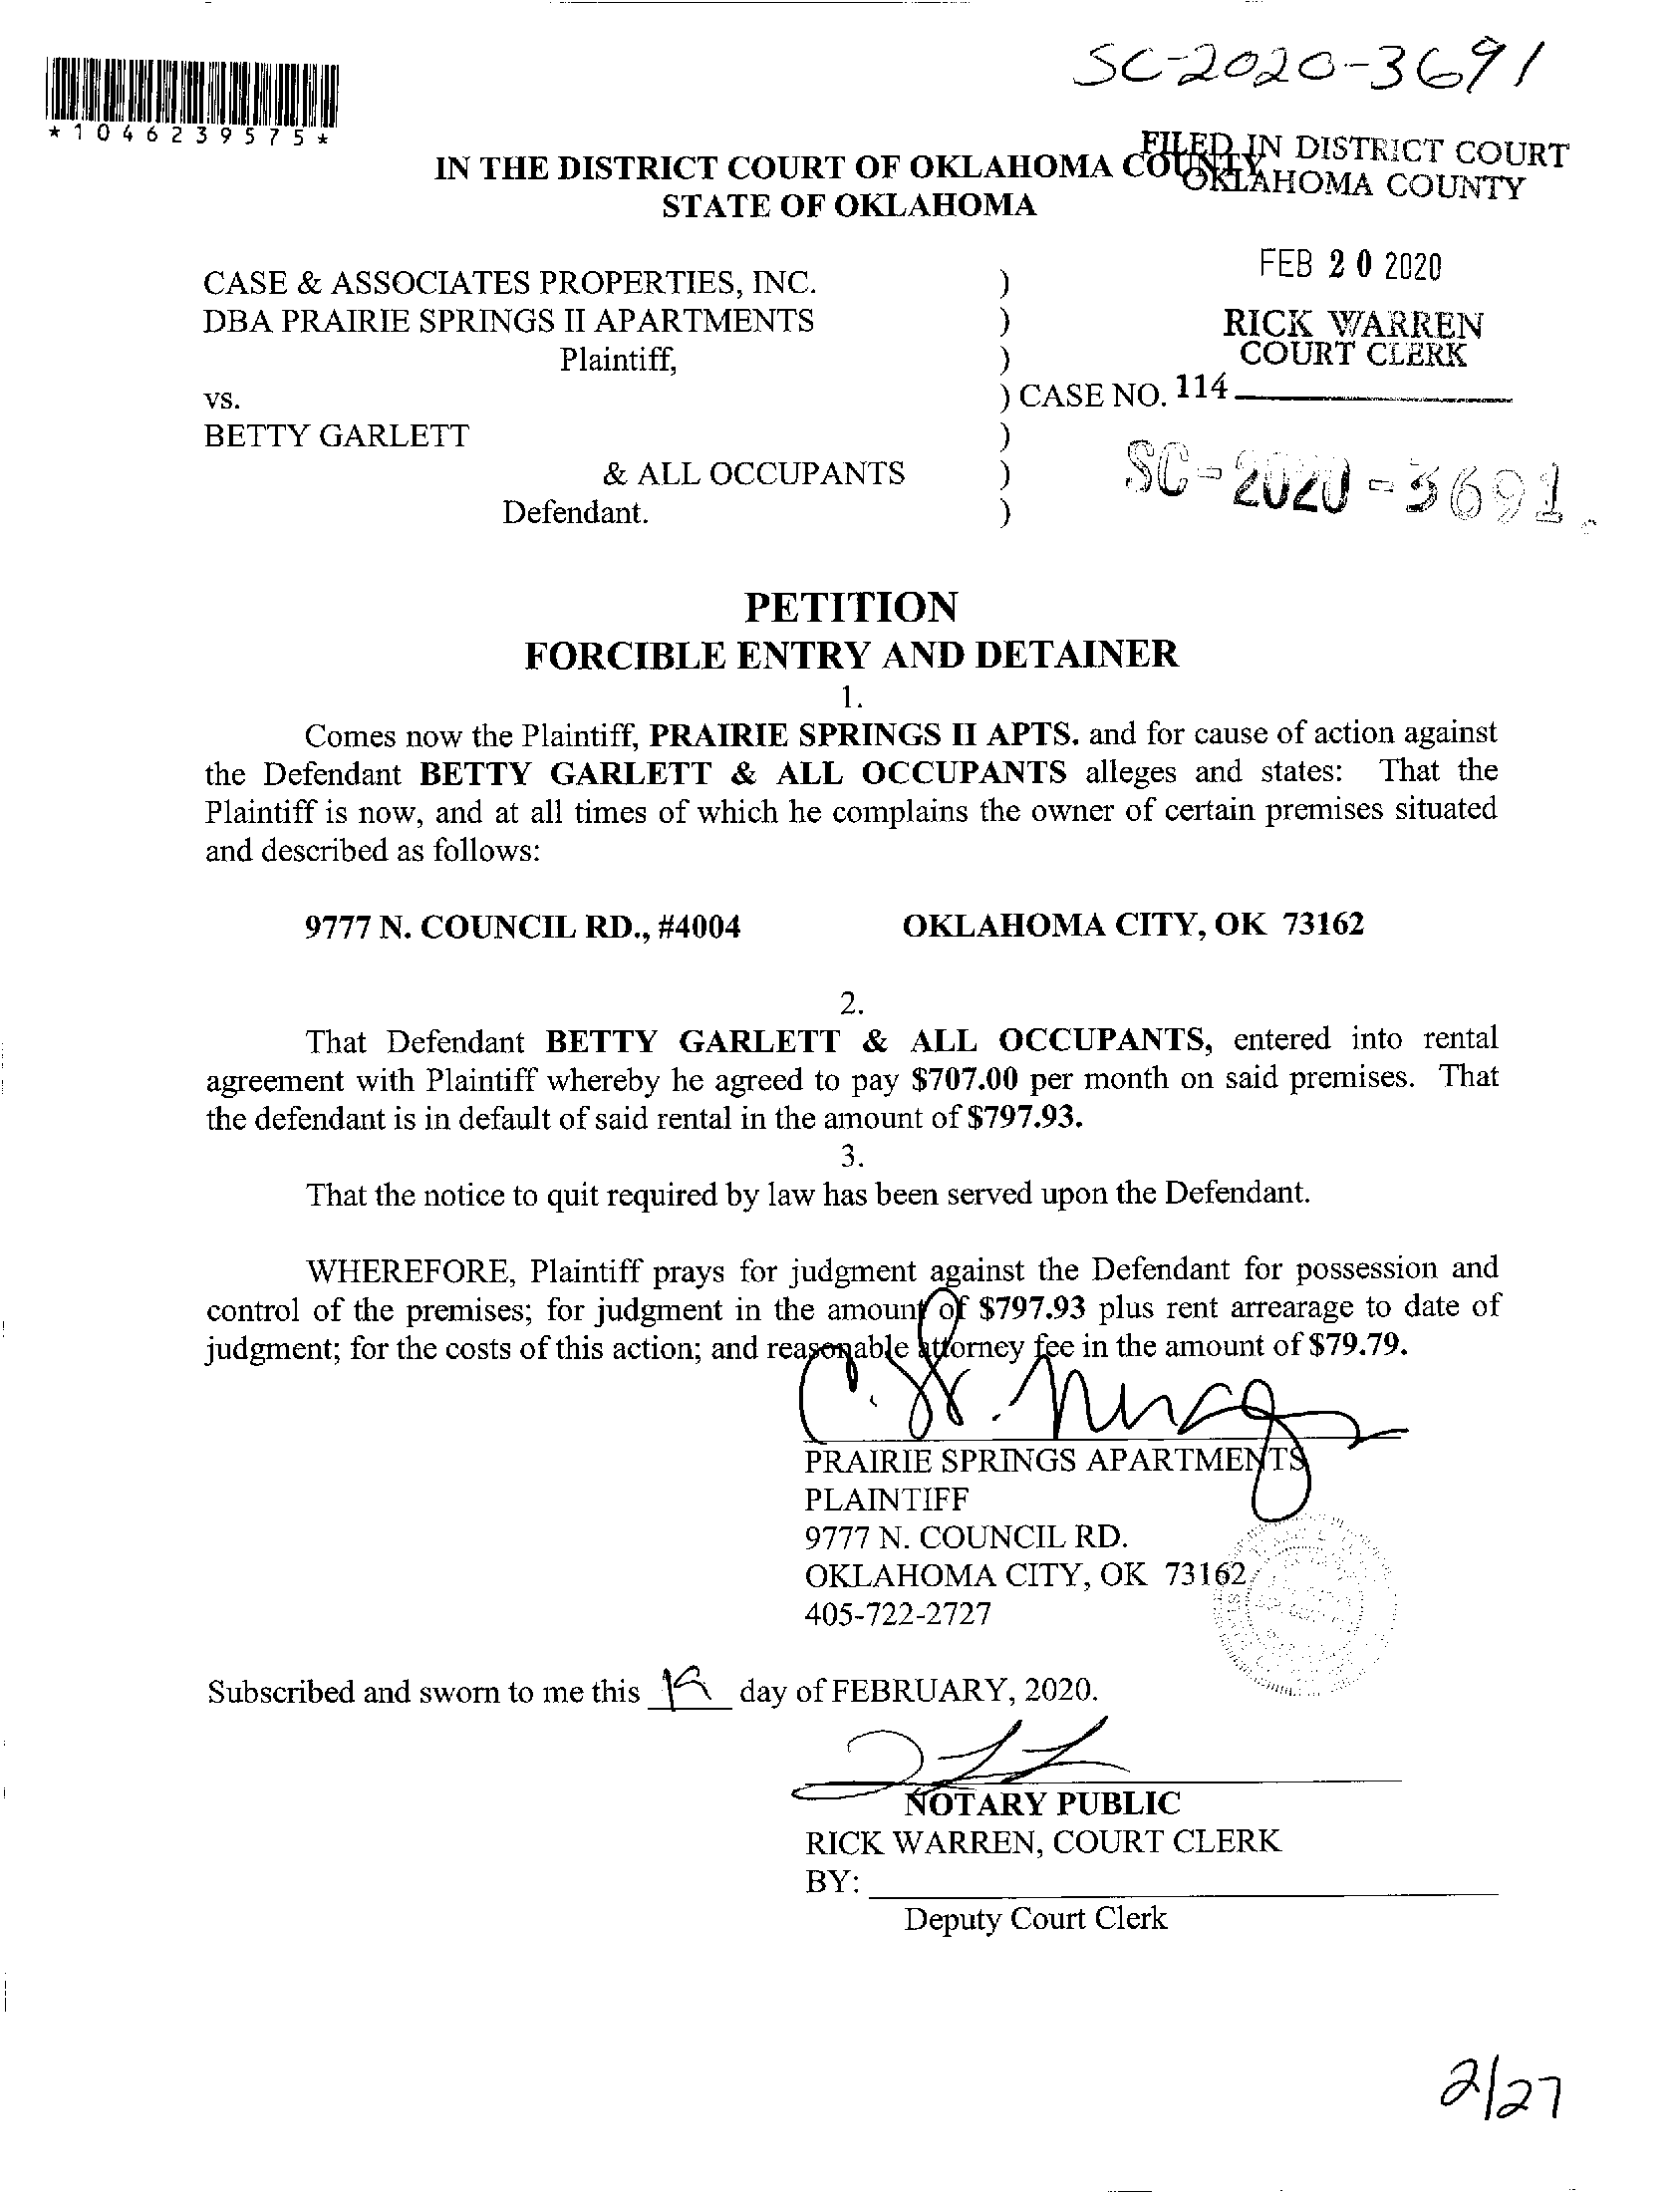 SC-2020-3691
*1046239575*
FILED IN DISTRICT COURT
OKLAHOMA COUNTY
IN THE DISTRICT COURT OF OKLAHOMA COUNTY
STATE OF OKLAHOMA
FEB 20 2020
RICK WARREN
COURT CLERK
CASE & ASSOCIATES PROPERTIES, INC. )
DBA PRAIRIE SPRINGS II APARTMENTS )
Plaintiff, )
vs. ) CASE NO. 114
BETTY GARLETT )
& ALL OCCUPANTS ) SC-2020-3691
Defendant. )
PETITION
FORCIBLE ENTRY AND DETAINER
1.
Comes now the Plaintiff, PRAIRIE SPRINGS II APTS. and for cause of action against
the Defendant BETTY GARLETT & ALL OCCUPANTS alleges and states: That the
Plaintiff is now, and at all times of which he complains the owner of certain premises situated
and described as follows:
9777 N. COUNCIL RD., #4004 OKLAHOMA CITY, OK 73162
2.
That Defendant BETTY GARLETT & ALL OCCUPANTS, entered into rental
agreement with Plaintiff whereby he agreed to pay $707.00 per month on said premises. That
the defendant is in default of said rental in the amount of $797.93.
3.
That the notice to quit required by law has been served upon the Defendant.
WHEREFORE, Plaintiff prays for judgment against the Defendant for possession and
control of the premises; for judgment in the amount of $797.93 plus rent arrearage to date of
judgment; for the costs of this action; and reasonable attorney fee in the amount of $79.79.
PRAIRIE SPRINGS APARTMENTS
PLAINTIFF
9777 N. COUNCIL RD.
OKLAHOMA CITY, OK 73162
405-722-2727
Subscribed and sworn to me this 19 day of FEBRUARY, 2020.
NOTARY PUBLIC
RICK WARREN, COURT CLERK
BY:
Deputy Court Clerk
2/27